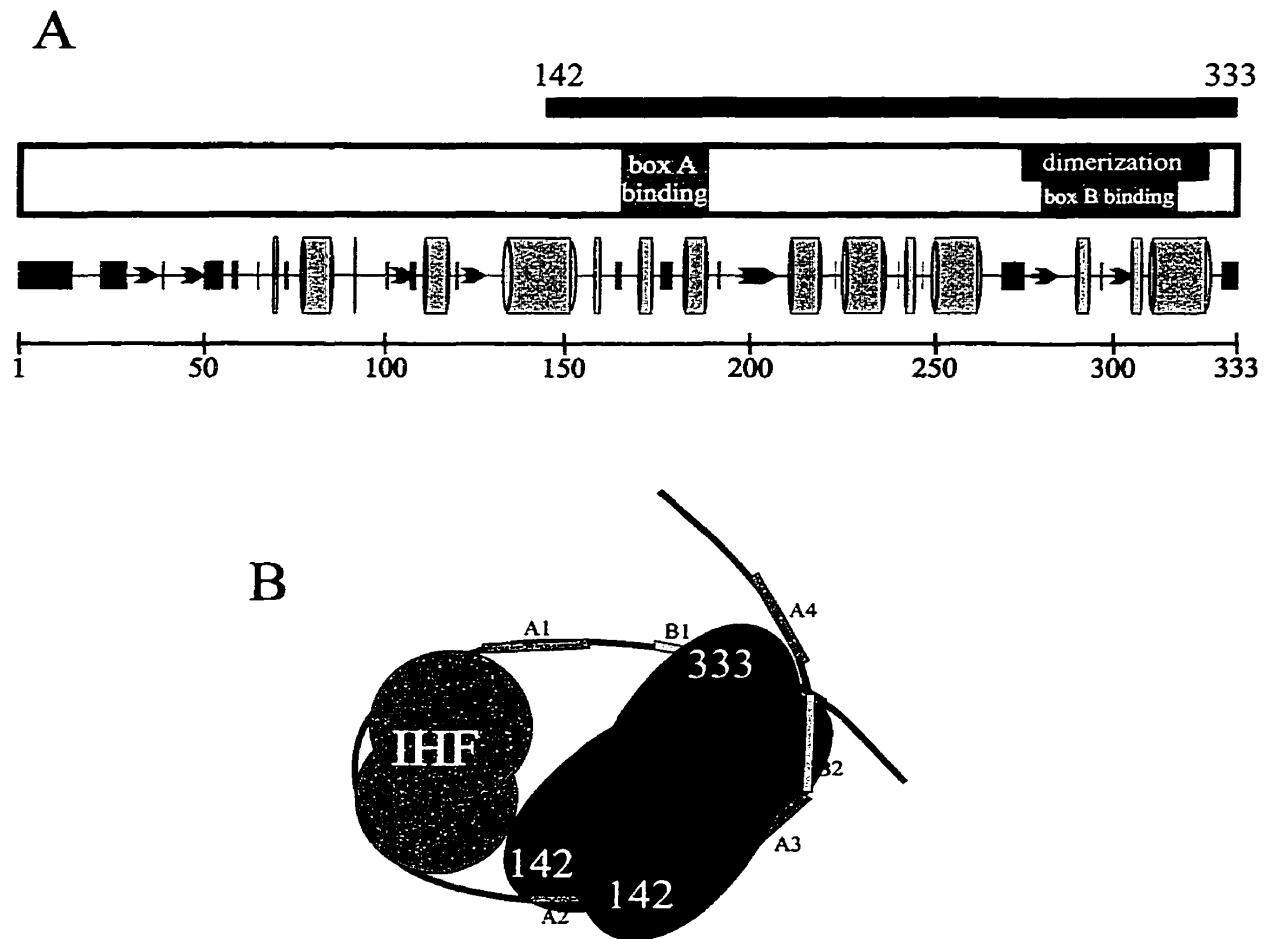 A
142 333
box A
binding
dimerization
box B binding
1 50 100 150 200 250 300 333
B
A1
B1
A4
333
IHF
B2
A3
142
142
A2